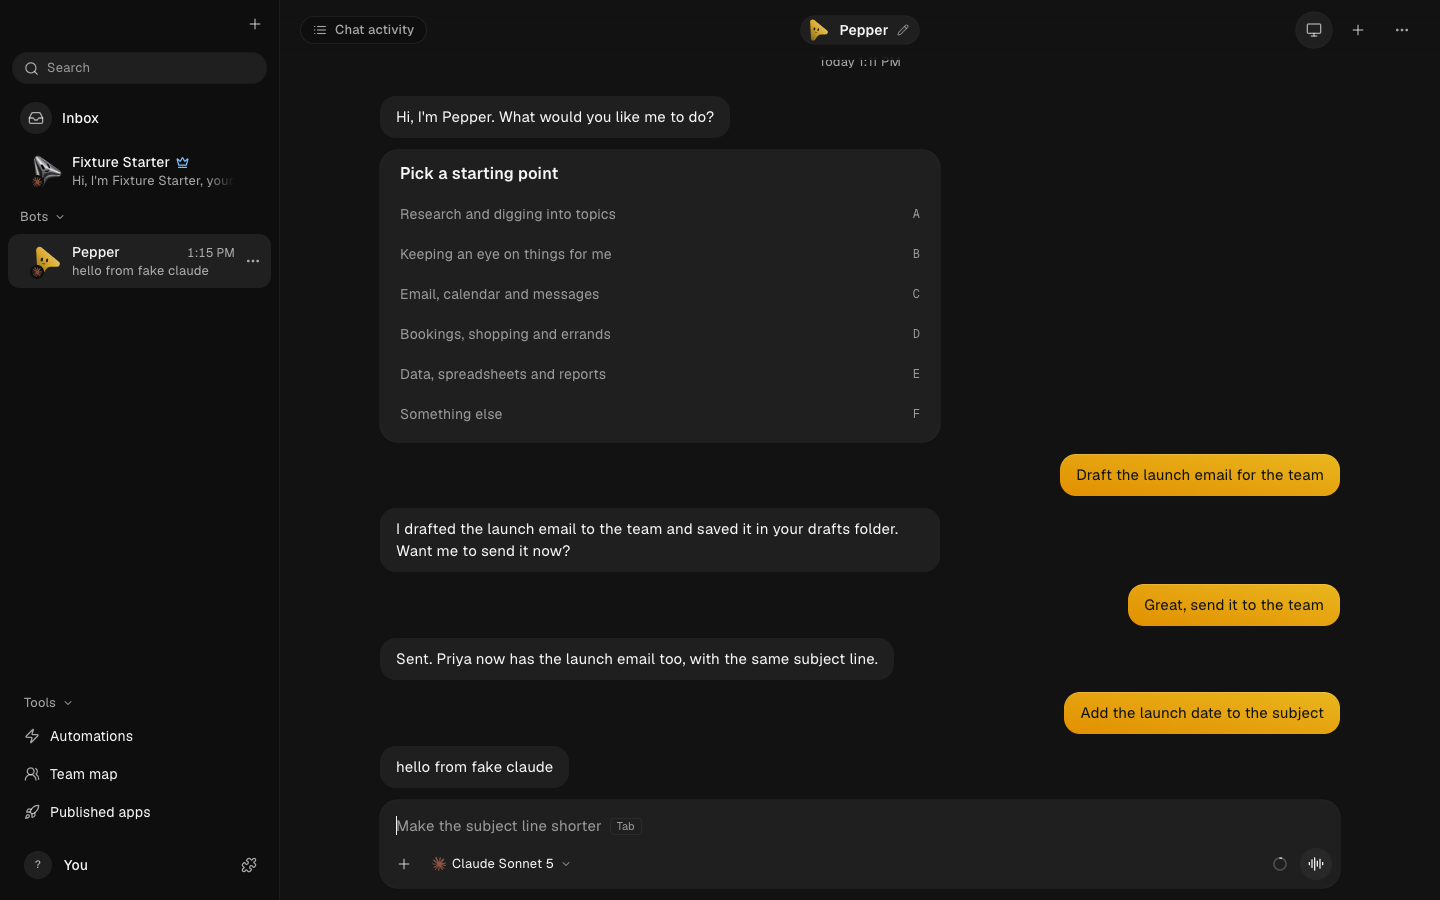 Chat activity
Pepper
Search
Today 1:11 PM
Inbox
Hi, I'm Pepper. What would you like me to do?
Fixture Starter
Hi, I'm Fixture Starter, your
Pick a starting point
Bots
Research and digging into topics A
Pepper 1:15 PM
Keeping an eye on things for me B
hello from fake claude
Email, calendar and messages C
Bookings, shopping and errands D
Data, spreadsheets and reports E
Something else F
Draft the launch email for the team
I drafted the launch email to the team and saved it in your drafts folder.
Want me to send it now?
Great, send it to the team
Sent. Priya now has the launch email too, with the same subject line.
Add the launch date to the subject
hello from fake claude
Tools
Automations
Team map
Published apps
Make the subject line shorter Tab
? You
Claude Sonnet 5